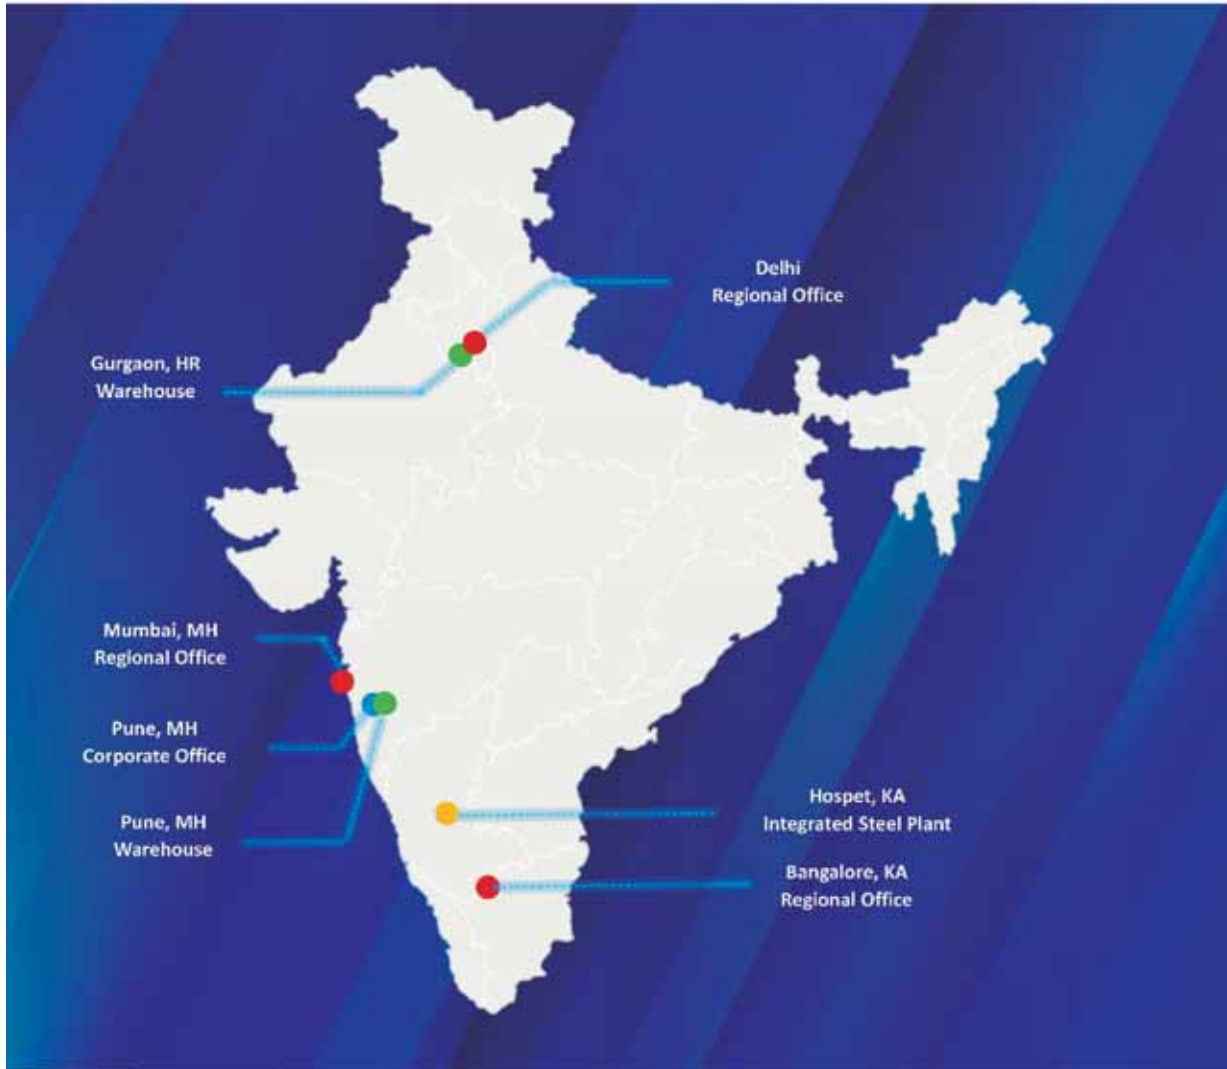 Delhi
Regional Office
Gurgaon, HR
Warehouse
Mumbai, MH
Regional Office
Pune, MH
Corporate Office
Pune, MH
Warehouse
Hospet, KA
Integrated Steel Plant
Bangalore, KA
Regional Office